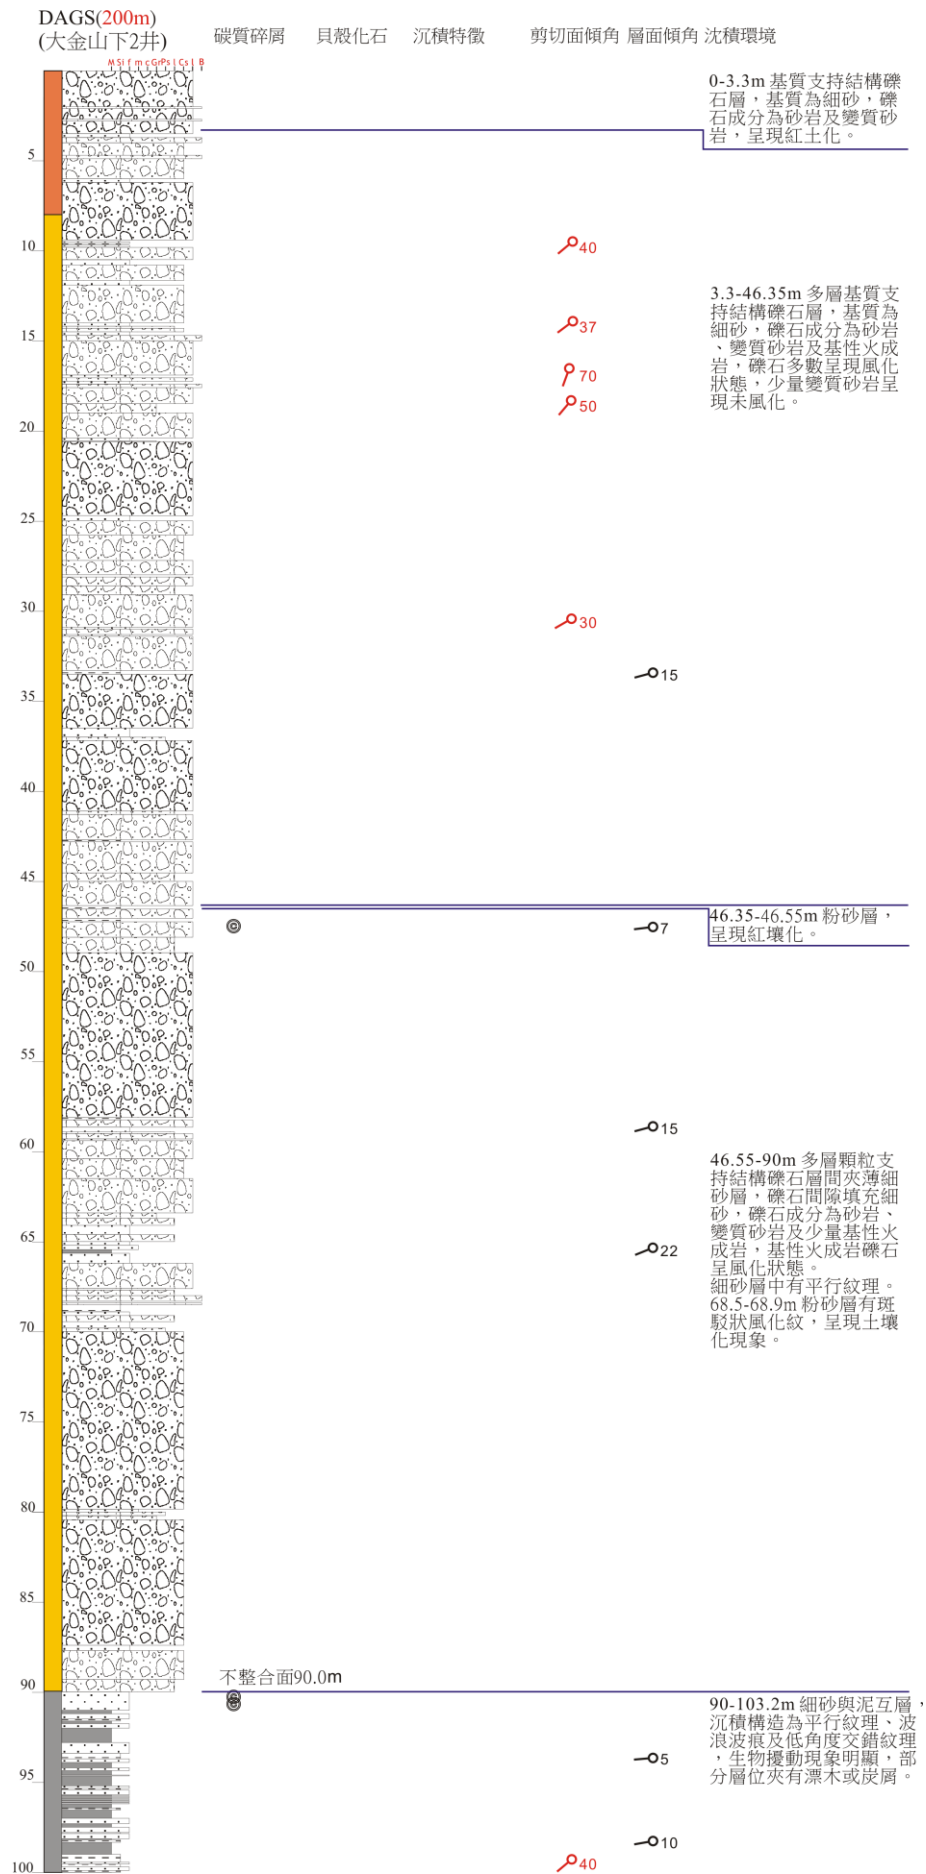 DAGS(200m)
(大金山下2井)
碳質碎屑 貝殼化石 沉積特徵 剪切面傾角 層面傾角 沈積環境
M Si f m c Gr Ps l Cs l B
0-3.3m 基質支持結構礫
石層，基質為細砂，礫
石成分為砂岩及變質砂
岩，呈現紅土化。
5
10
40
3.3-46.35m 多層基質支
持結構礫石層，基質為
細砂，礫石成分為砂岩
、變質砂岩及基性火成
岩，礫石多數呈現風化
狀態，少量變質砂岩呈
現未風化。
37
15
70
50
20
25
30
30
15
35
40
45
46.35-46.55m 粉砂層，
呈現紅壤化。
7
50
55
15
60
46.55-90m 多層顆粒支
持結構礫石層間夾薄細
砂層，礫石間隙填充細
砂，礫石成分為砂岩、
變質砂岩及少量基性火
成岩，基性火成岩礫石
呈風化狀態。
細砂層中有平行紋理。
68.5-68.9m 粉砂層有斑
駁狀風化紋，呈現土壤
化現象。
65
22
70
75
80
85
不整合面90.0m
90
90-103.2m 細砂與泥互層，
沉積構造為平行紋理、波
浪波痕及低角度交錯紋理
，生物擾動現象明顯，部
分層位夾有漂木或炭屑。
5
95
10
100
40